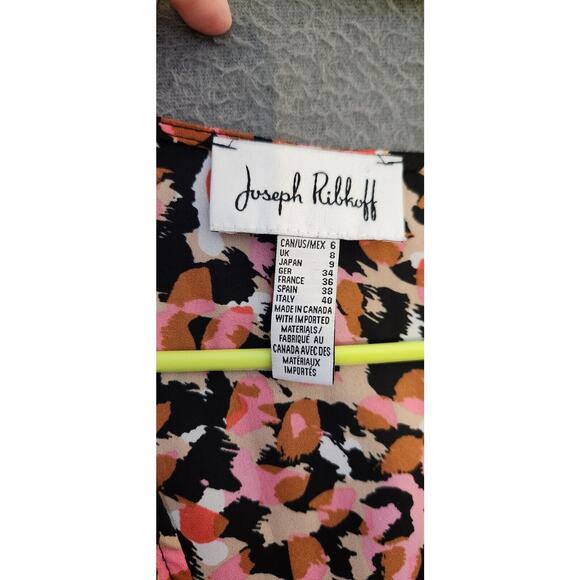 Joseph Ribkoff
CAN/US/MEX 6
UK 8
JAPAN 9
GER 34
FRANCE 36
SPAIN 38
ITALY 40
MADE IN CANADA
WITH IMPORTED
MATERIALS/
FABRIQUÉ AU
CANADA AVEC DES
MATÉRIAUX
IMPORTÉS